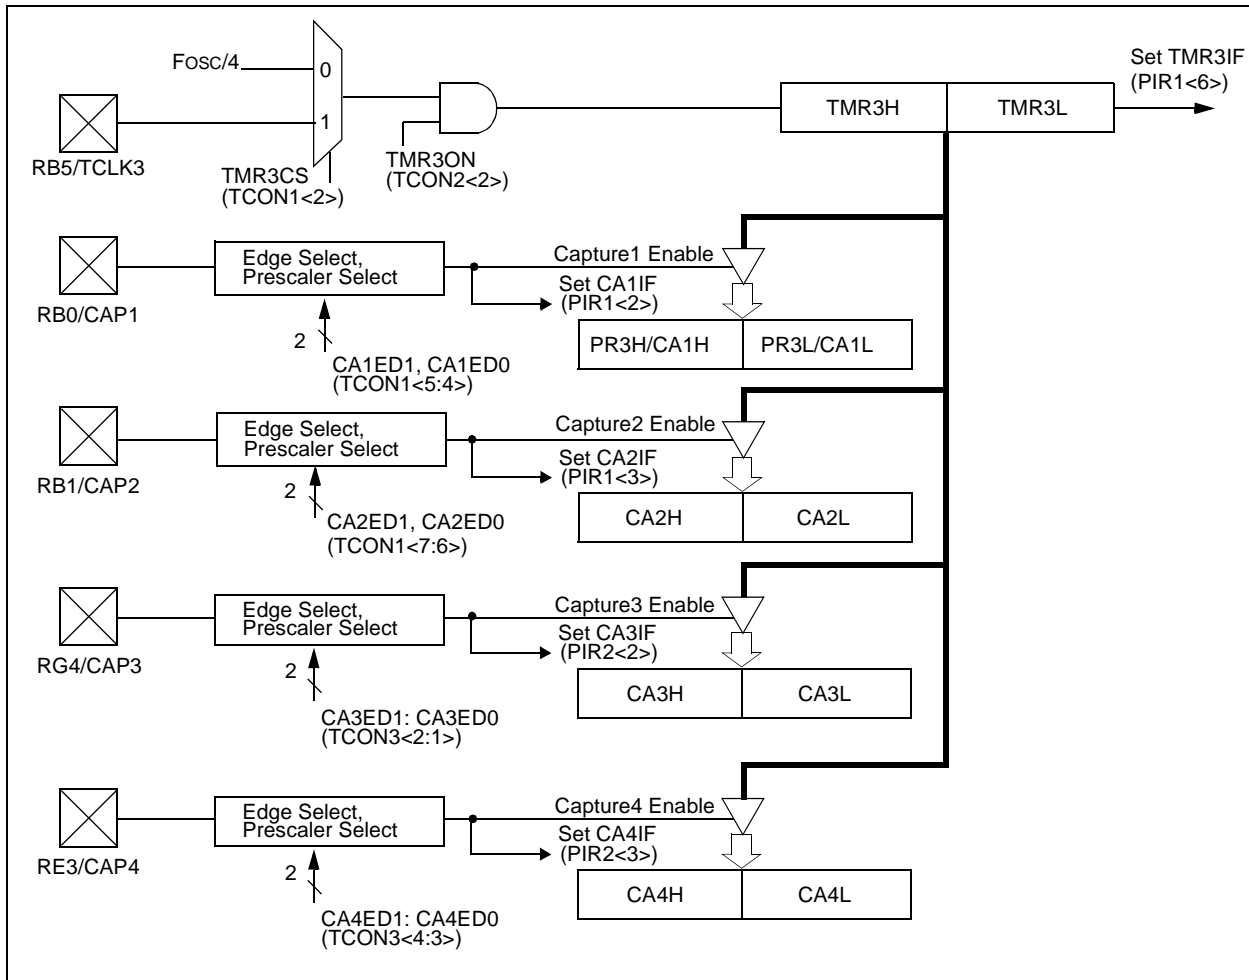 FOSC/4
0
1
RB5/TCLK3
TMR3CS
(TCON1<2>)
TMR3ON
(TCON2<2>)
TMR3H
TMR3L
Set TMR3IF
(PIR1<6>)
RB0/CAP1
Edge Select,
Prescaler Select
2
CA1ED1, CA1ED0
(TCON1<5:4>)
Capture1 Enable
Set CA1IF
(PIR1<2>)
PR3H/CA1H
PR3L/CA1L
RB1/CAP2
Edge Select,
Prescaler Select
2
CA2ED1, CA2ED0
(TCON1<7:6>)
Capture2 Enable
Set CA2IF
(PIR1<3>)
CA2H
CA2L
RG4/CAP3
Edge Select,
Prescaler Select
2
CA3ED1: CA3ED0
(TCON3<2:1>)
Capture3 Enable
Set CA3IF
(PIR2<2>)
CA3H
CA3L
RE3/CAP4
Edge Select,
Prescaler Select
2
CA4ED1: CA4ED0
(TCON3<4:3>)
Capture4 Enable
Set CA4IF
(PIR2<3>)
CA4H
CA4L